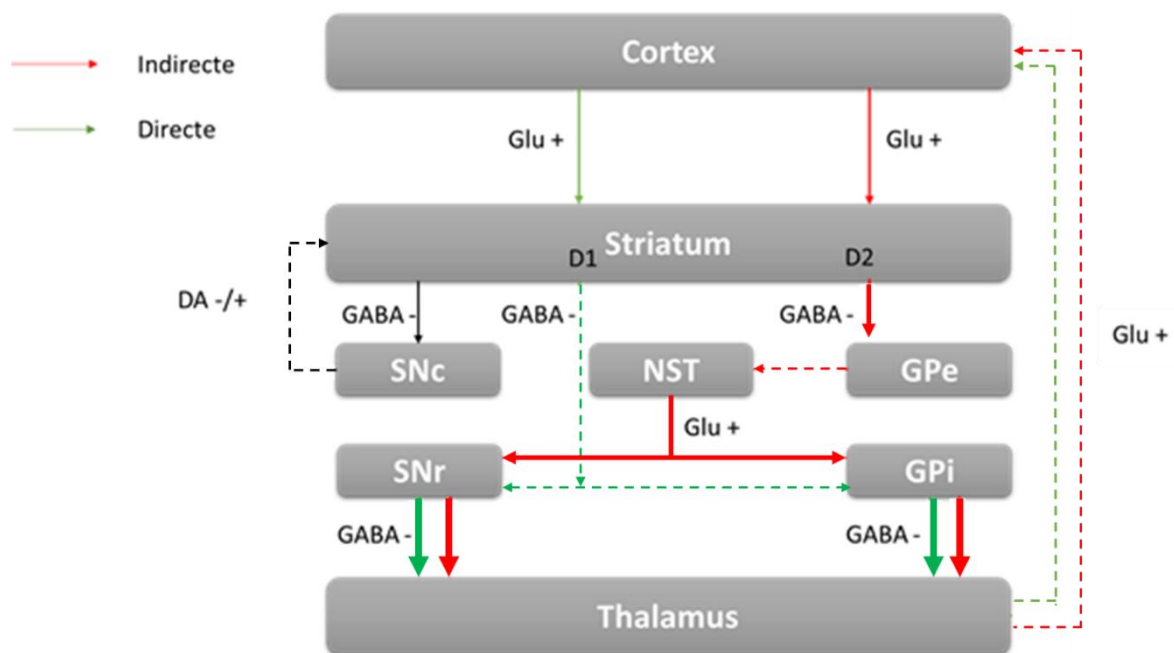 Cortex
Indirecte
Directe
Glu +
Glu +
Striatum
D1
D2
DA -/+
GABA -
GABA -
GABA -
Glu +
SNc
NST
GPe
Glu +
SNr
GPi
GABA -
GABA -
Thalamus